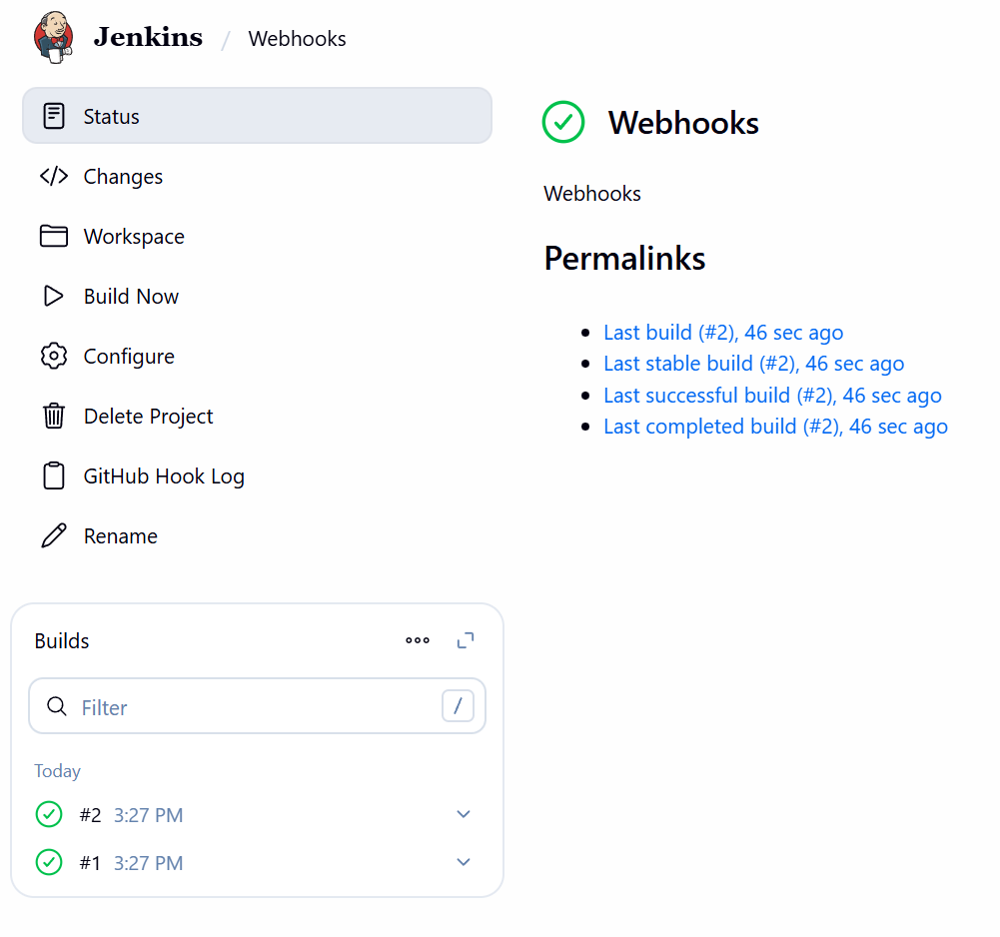 Jenkins / Webhooks
Status
Changes
Workspace
Build Now
Configure
Delete Project
GitHub Hook Log
Rename
Builds
Filter /
Today
#2 3:27 PM
#1 3:27 PM
Webhooks
Webhooks
Permalinks
Last build (#2), 46 sec ago
Last stable build (#2), 46 sec ago
Last successful build (#2), 46 sec ago
Last completed build (#2), 46 sec ago